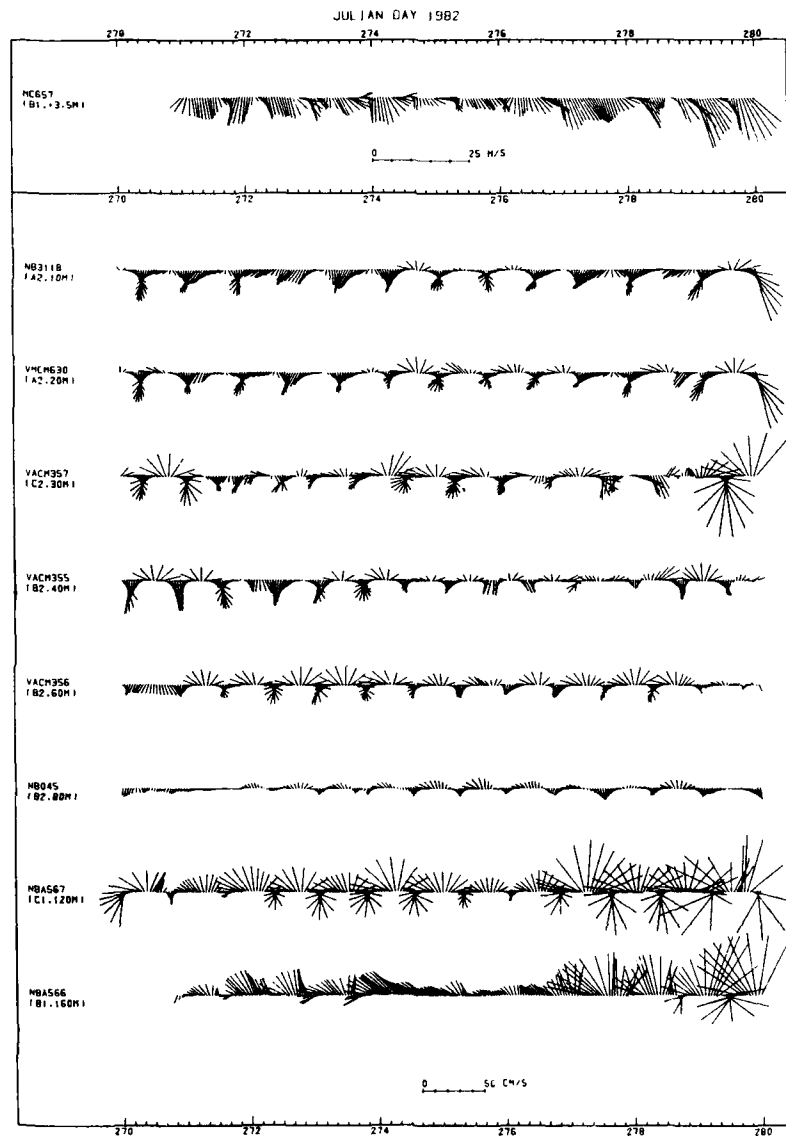 JULIAN DAY 1982
270 272 274 276 278 280
MC657
(B1.+3.5M)
0 25 M/S
270 272 274 276 278 280
NB311B
(A2.10M)
VMCM630
(A2.20M)
VACM357
(C2.30M)
VACM355
(B2.40M)
VACM356
(B2.60M)
NB045
(B2.80M)
NBA567
(C1.120M)
NBA566
(B1.160M)
0 56 CM/S
270 272 274 276 278 280